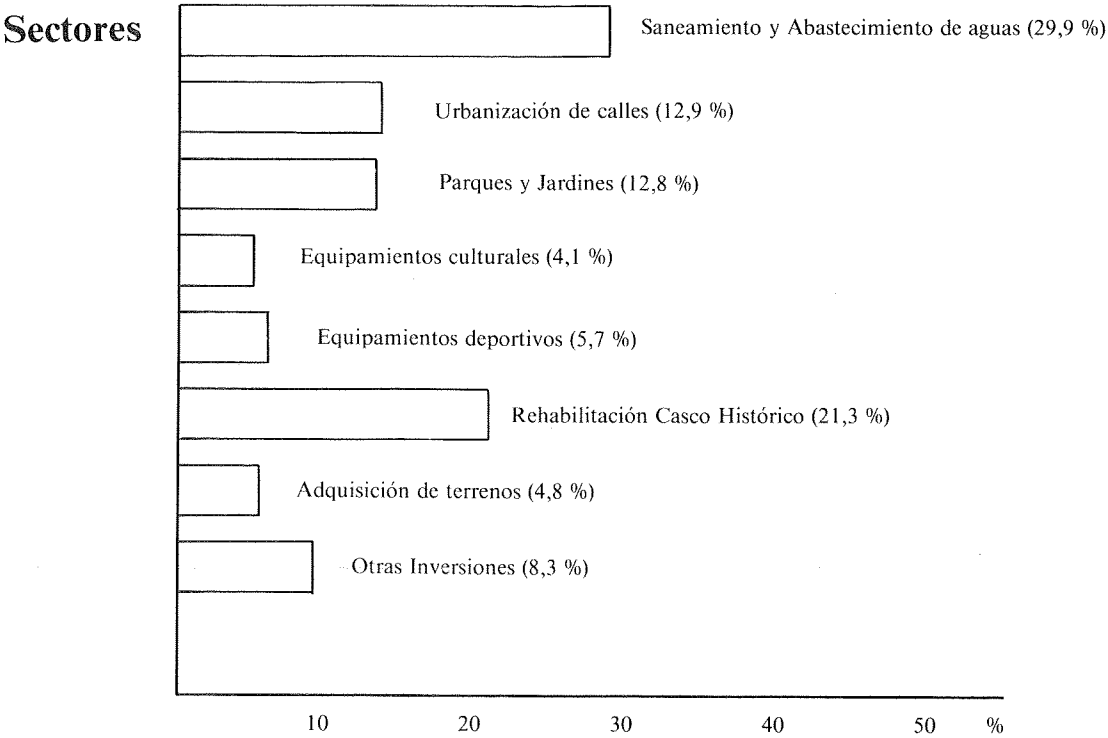 Sectores
Saneamiento y Abastecimiento de aguas (29,9 %)
Urbanización de calles (12,9 %)
Parques y Jardines (12,8 %)
Equipamientos culturales (4,1 %)
Equipamientos deportivos (5,7 %)
Rehabilitación Casco Histórico (21,3 %)
Adquisición de terrenos (4,8 %)
Otras Inversiones (8,3 %)
10 20 30 40 50 %